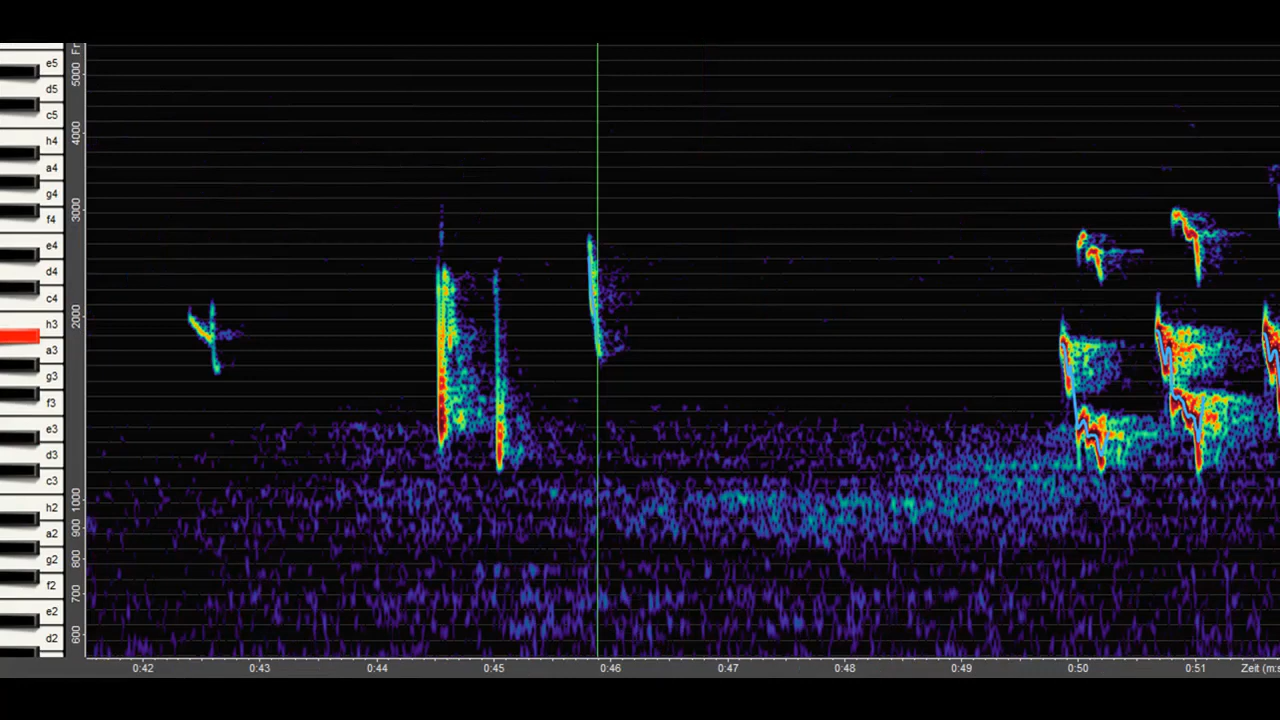 Fr
e5
d5
c5
h4
a4
g4
f4
e4
d4
c4
h3
a3
g3
f3
e3
d3
c3
h2
a2
g2
f2
e2
d2
5000
4000
3000
2000
1000
900
800
700
600
0:42 0:43 0:44 0:45 0:46 0:47 0:48 0:49 0:50 0:51 Zeit (m:s